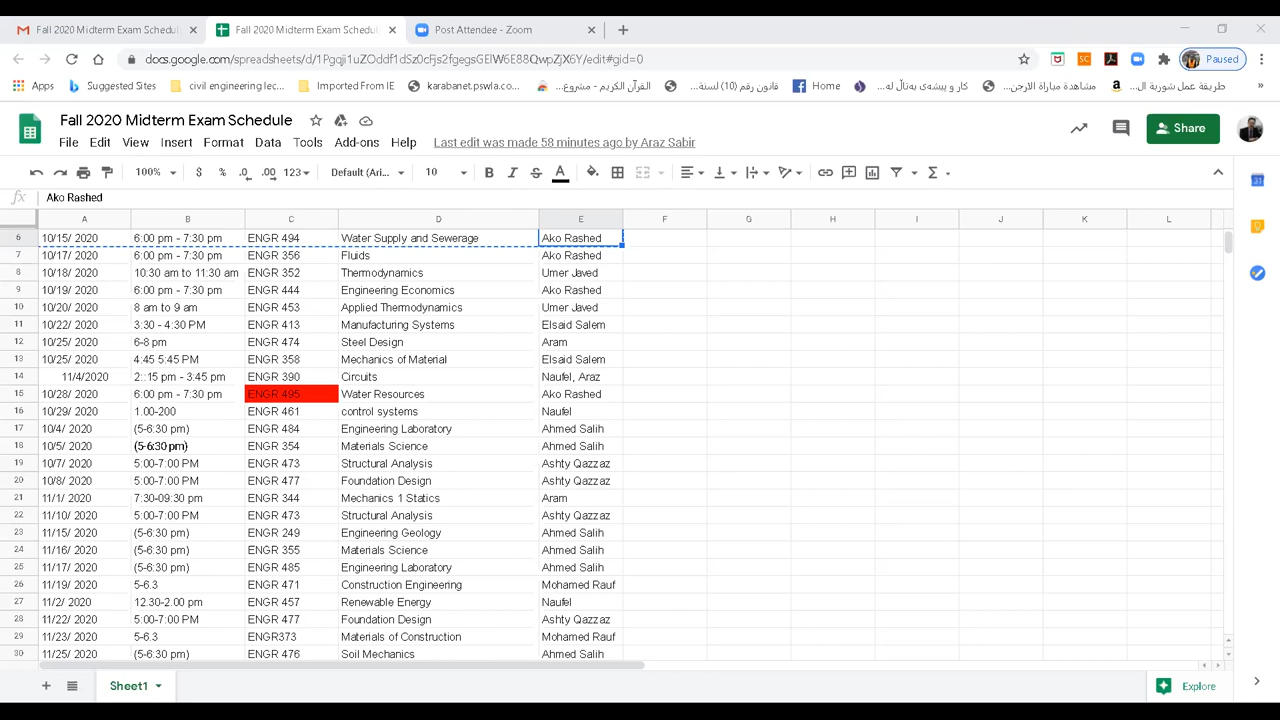 Fall 2020 Midterm Exam Schedul
Fall 2020 Midterm Exam Schedul
Post Attendee - Zoom
Paused
Apps
Suggested Sites
civil engineering lec...
Imported From IE
karabanet.pswla.co...
القرآن الكريم - مشروع...
قانون رقم (10) لسنة...
Home
کار و پیشەی بەتاڵ لە...
مشاهدة مباراة الارجن...
طريقة عمل شوربة ال...
Fall 2020 Midterm Exam Schedule
Share
File Edit View Insert Format Data Tools Add-ons Help Last edit was made 58 minutes ago by Araz Sabir
100% $ % .0 .00 123 Default (Ari... 10 B I S A
fx Ako Rashed
A B C D E F G H I J K L
6 10/15/ 2020 6:00 pm - 7:30 pm ENGR 494 Water Supply and Sewerage Ako Rashed
7 10/17/ 2020 6:00 pm - 7:30 pm ENGR 356 Fluids Ako Rashed
8 10/18/ 2020 10:30 am to 11:30 am ENGR 352 Thermodynamics Umer Javed
9 10/19/ 2020 6:00 pm - 7:30 pm ENGR 444 Engineering Economics Ako Rashed
10 10/20/ 2020 8 am to 9 am ENGR 453 Applied Thermodynamics Umer Javed
11 10/22/ 2020 3:30 - 4:30 PM ENGR 413 Manufacturing Systems Elsaid Salem
12 10/25/ 2020 6-8 pm ENGR 474 Steel Design Aram
13 10/25/ 2020 4:45 5:45 PM ENGR 358 Mechanics of Material Elsaid Salem
14 11/4/2020 2::15 pm - 3:45 pm ENGR 390 Circuits Naufel, Araz
15 10/28/ 2020 6:00 pm - 7:30 pm ENGR 495 Water Resources Ako Rashed
16 10/29/ 2020 1.00-200 ENGR 461 control systems Naufel
17 10/4/ 2020 (5-6:30 pm) ENGR 484 Engineering Laboratory Ahmed Salih
18 10/5/ 2020 (5-6:30 pm) ENGR 354 Materials Science Ahmed Salih
19 10/7/ 2020 5:00-7:00 PM ENGR 473 Structural Analysis Ashty Qazzaz
20 10/8/ 2020 5:00-7:00 PM ENGR 477 Foundation Design Ashty Qazzaz
21 11/1/ 2020 7:30-09:30 pm ENGR 344 Mechanics 1 Statics Aram
22 11/10/ 2020 5:00-7:00 PM ENGR 473 Structural Analysis Ashty Qazzaz
23 11/15/ 2020 (5-6:30 pm) ENGR 249 Engineering Geology Ahmed Salih
24 11/16/ 2020 (5-6:30 pm) ENGR 355 Materials Science Ahmed Salih
25 11/17/ 2020 (5-6:30 pm) ENGR 485 Engineering Laboratory Ahmed Salih
26 11/19/ 2020 5-6.3 ENGR 471 Construction Engineering Mohamed Rauf
27 11/2/ 2020 12.30-2.00 pm ENGR 457 Renewable Energy Naufel
28 11/22/ 2020 5:00-7:00 PM ENGR 477 Foundation Design Ashty Qazzaz
29 11/23/ 2020 5-6.3 ENGR373 Materials of Construction Mohamed Rauf
30 11/25/ 2020 (5-6:30 pm) ENGR 476 Soil Mechanics Ahmed Salih
Sheet1
Explore